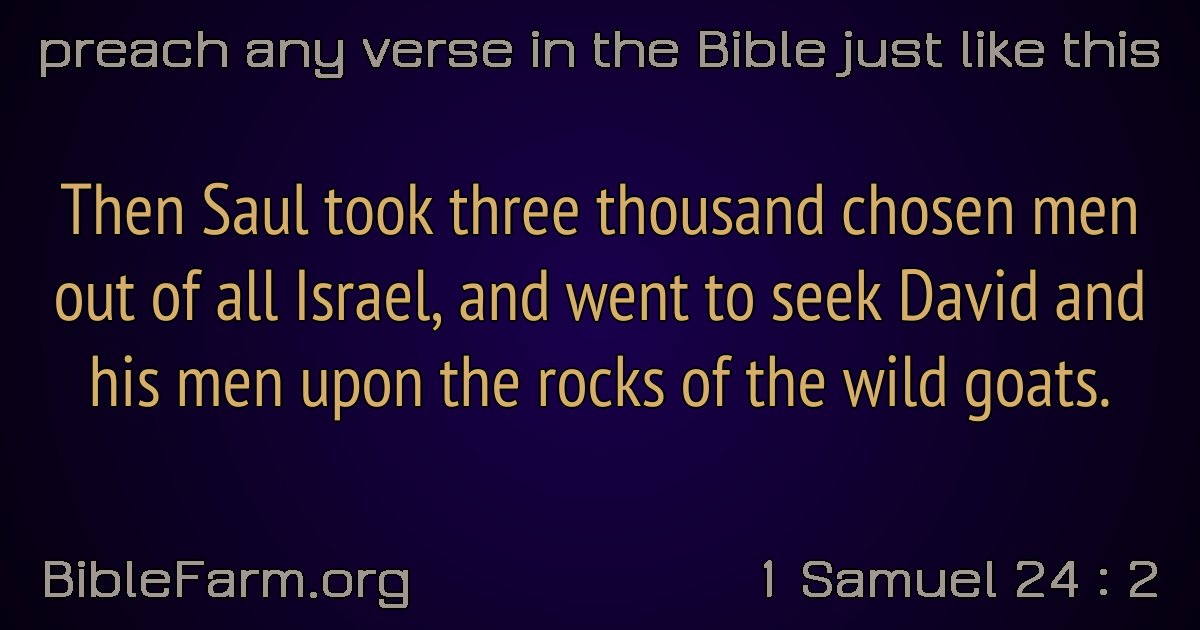 preach any verse in the Bible just like this
Then Saul took three thousand chosen men
out of all Israel, and went to seek David and
his men upon the rocks of the wild goats.
BibleFarm.org
1 Samuel 24 : 2